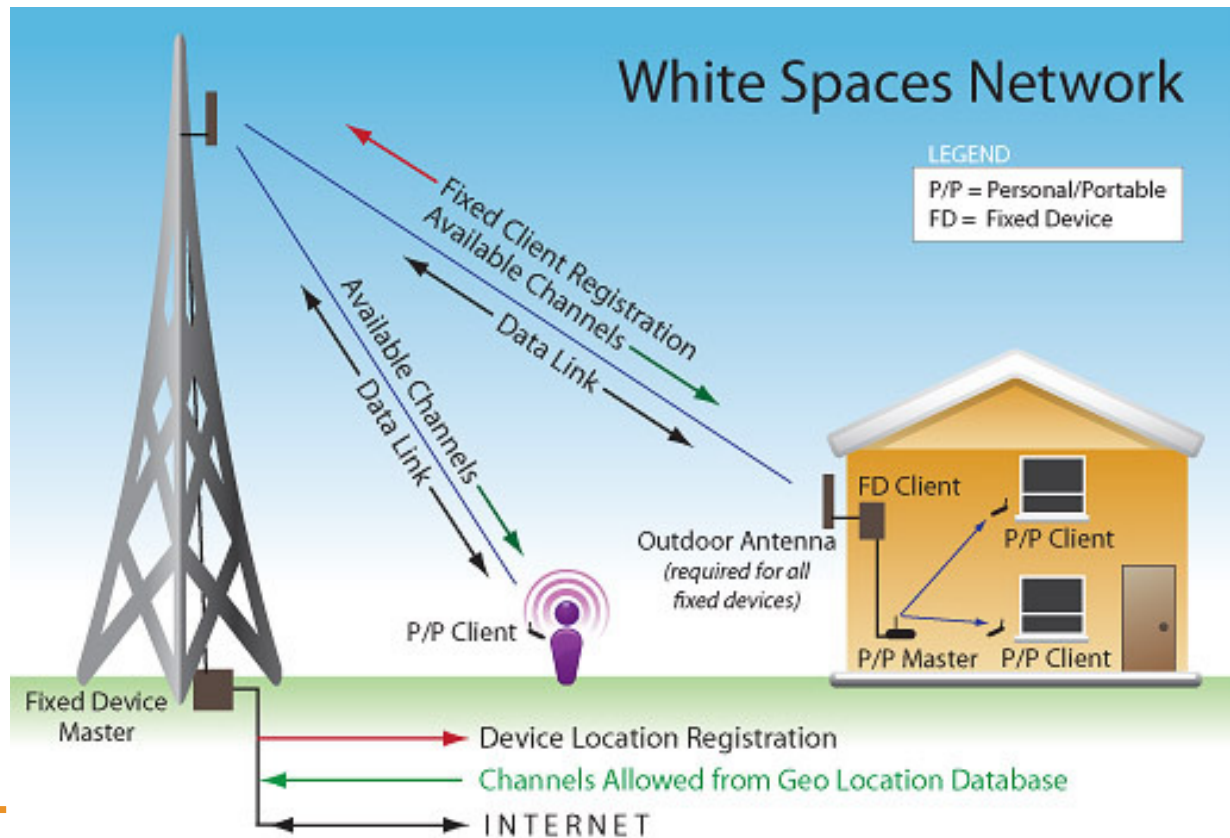 White Spaces Network
LEGEND
P/P = Personal/Portable
FD = Fixed Device
Fixed Client Registration
Available Channels
Data Link
Available Channels
Data Link
P/P Client
Outdoor Antenna
(required for all
fixed devices)
FD Client
P/P Client
P/P Master
P/P Client
Fixed Device
Master
Device Location Registration
Channels Allowed from Geo Location Database
INTERNET